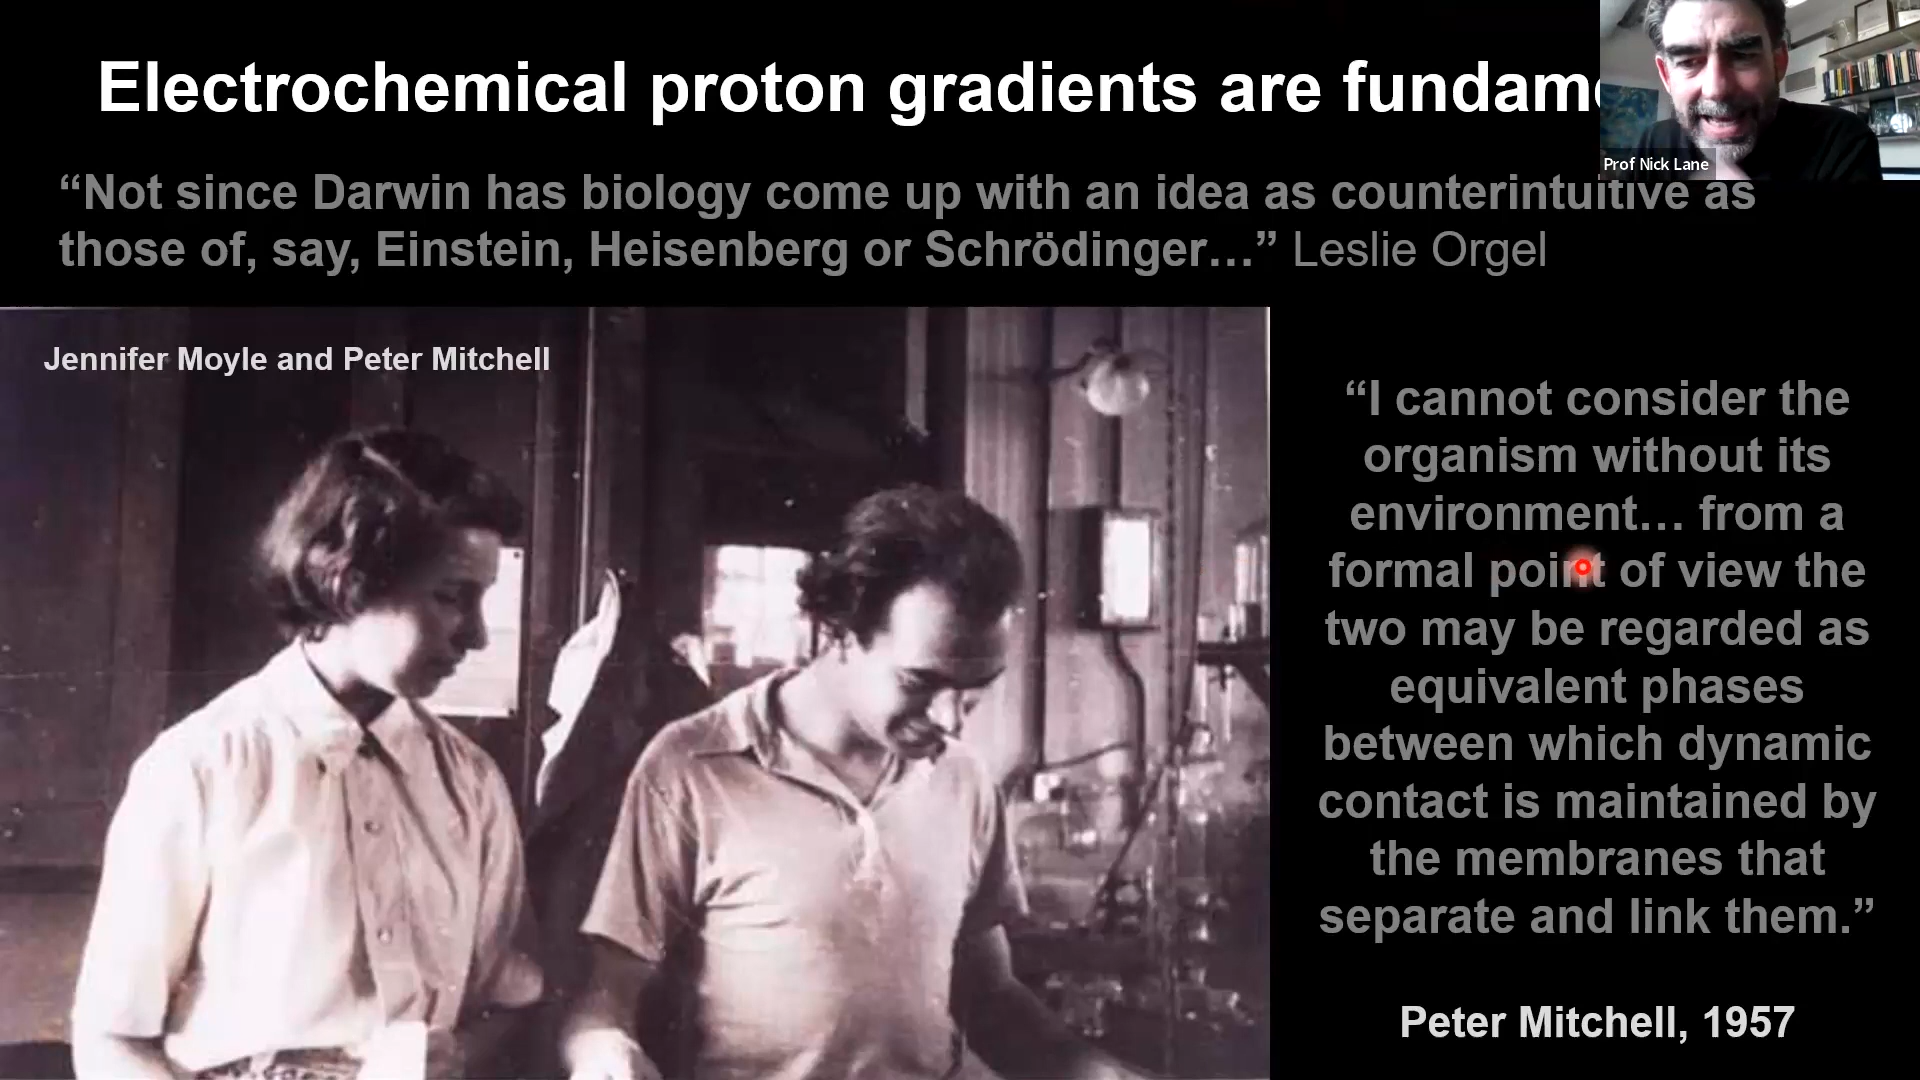 Electrochemical proton gradients are fundam
Prof Nick Lane
“Not since Darwin has biology come up with an idea as counterintuitive as
those of, say, Einstein, Heisenberg or Schrödinger…” Leslie Orgel
Jennifer Moyle and Peter Mitchell
“I cannot consider the
organism without its
environment… from a
formal point of view the
two may be regarded as
equivalent phases
between which dynamic
contact is maintained by
the membranes that
separate and link them.”
Peter Mitchell, 1957